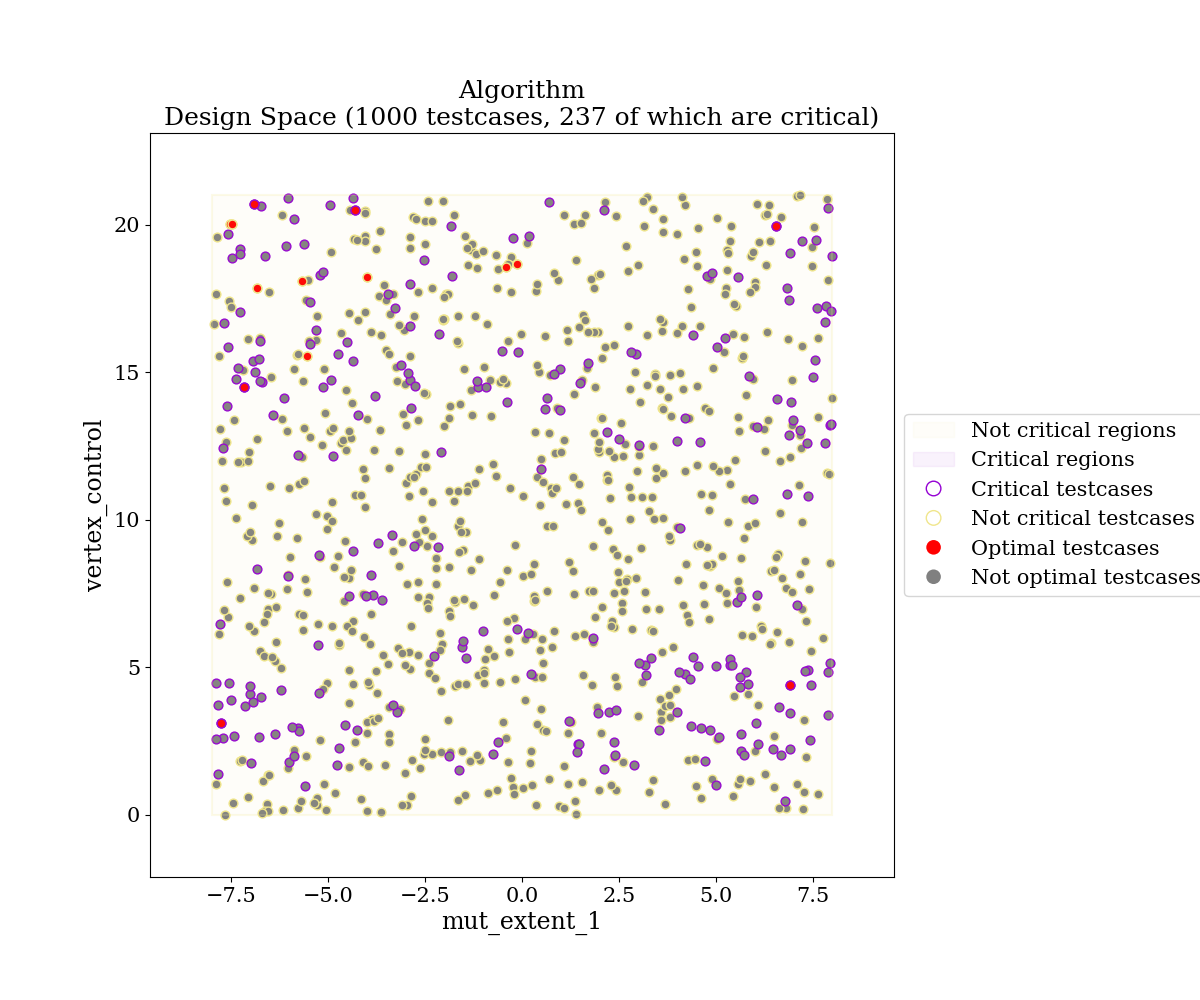 Algorithm
Design Space (1000 testcases, 237 of which are critical)
20
15
10
5
0
vertex_control
−7.5
−5.0
−2.5
0.0
2.5
5.0
7.5
mut_extent_1
Not critical regions
Critical regions
Critical testcases
Not critical testcases
Optimal testcases
Not optimal testcases